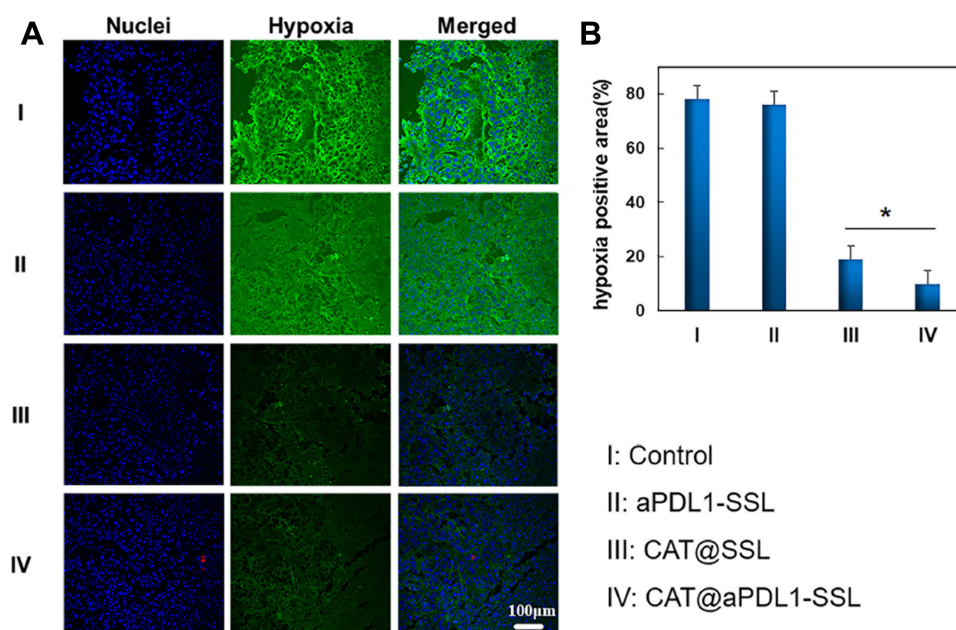 A
Nuclei
Hypoxia
Merged
I
II
III
IV
100μm
B
hypoxia positive area(%)
80
60
40
20
0
*
I
II
III
IV
I: Control
II: aPDL1-SSL
III: CAT@SSL
IV: CAT@aPDL1-SSL